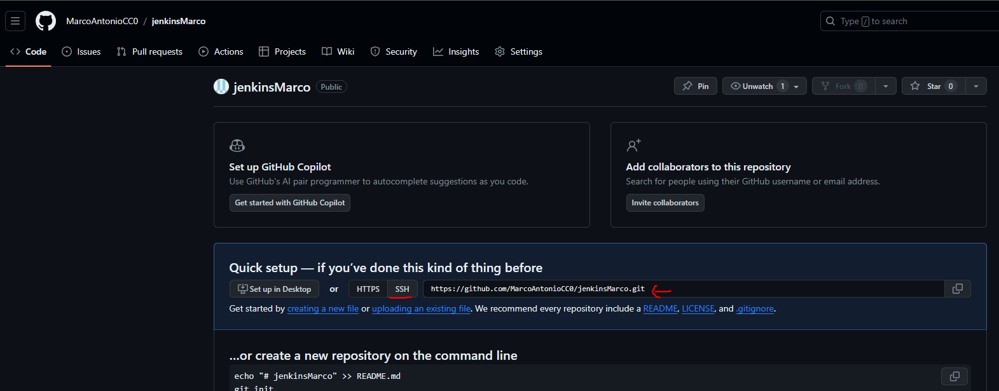 MarcoAntonioCC0 / jenkinsMarco
Type / to search
Code Issues Pull requests Actions Projects Wiki Security Insights Settings
jenkinsMarco Public
Pin Unwatch 1 Fork 0 Star 0
Set up GitHub Copilot
Use GitHub's AI pair programmer to autocomplete suggestions as you code.
Get started with GitHub Copilot
Add collaborators to this repository
Search for people using their GitHub username or email address.
Invite collaborators
Quick setup — if you’ve done this kind of thing before
Set up in Desktop or HTTPS SSH https://github.com/MarcoAntonioCC0/jenkinsMarco.git
Get started by creating a new file or uploading an existing file. We recommend every repository include a README, LICENSE, and .gitignore.
…or create a new repository on the command line
echo "# jenkinsMarco" >> README.md
git init